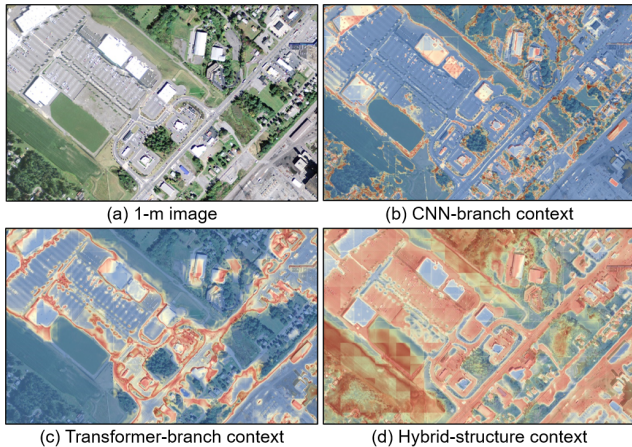 (a) 1-m image
(b) CNN-branch context
(c) Transformer-branch context
(d) Hybrid-structure context